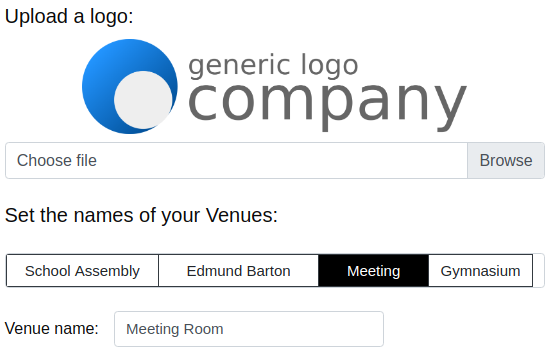 Upload a logo:
generic logo
company
Choose file
Browse
Set the names of your Venues:
School Assembly
Edmund Barton
Meeting
Gymnasium
Venue name:
Meeting Room